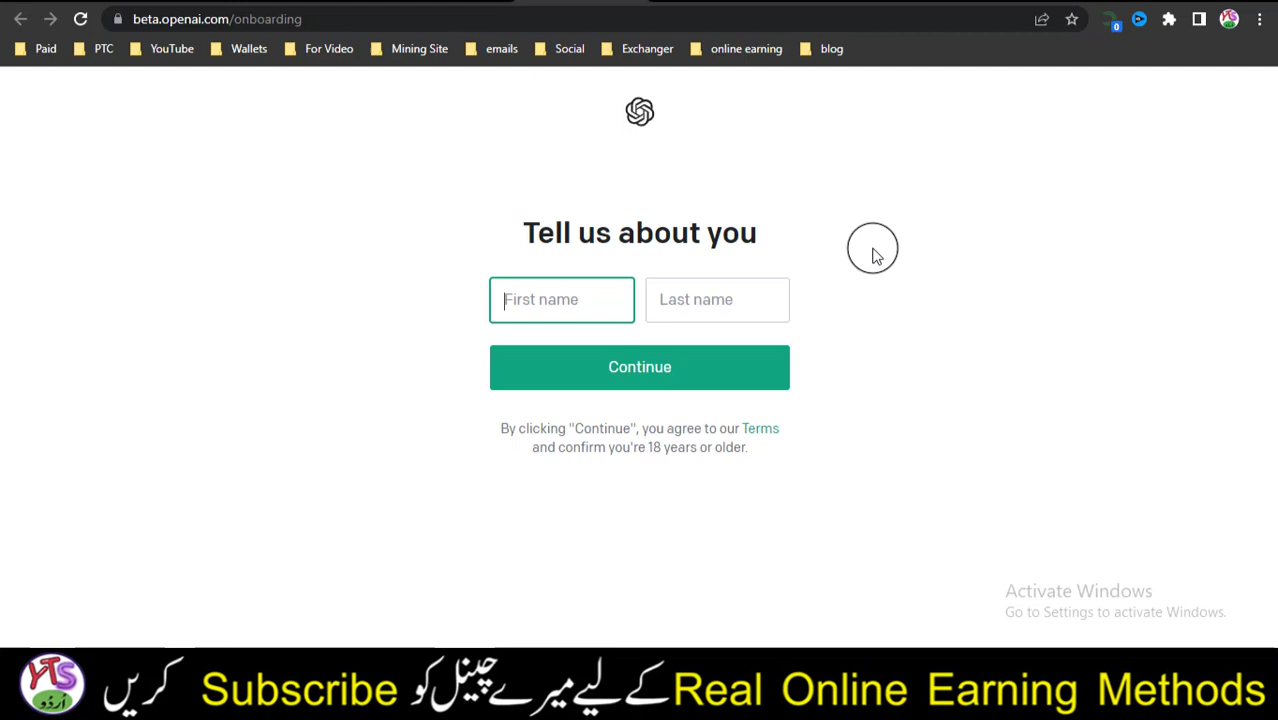 beta.openai.com/onboarding
0
Paid PTC YouTube Wallets For Video Mining Site emails Social Exchanger online earning blog
Tell us about you
First name Last name
Continue
By clicking "Continue", you agree to our Terms
and confirm you're 18 years or older.
Activate Windows
Go to Settings to activate Windows.
YTS
اردو
Real Online Earning Methods کے لیے میرے چینل کو Subscribe کریں